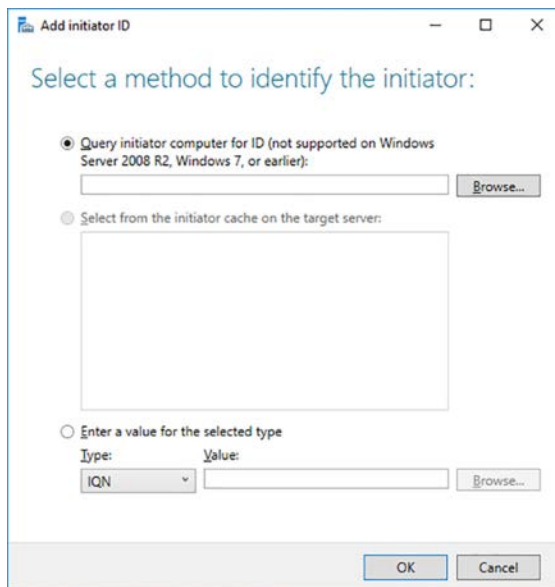 Add initiator ID
Select a method to identify the initiator:
Query initiator computer for ID (not supported on Windows
Server 2008 R2, Windows 7, or earlier):
Browse...
Select from the initiator cache on the target server:
Enter a value for the selected type
Type: Value:
IQN Browse...
OK Cancel